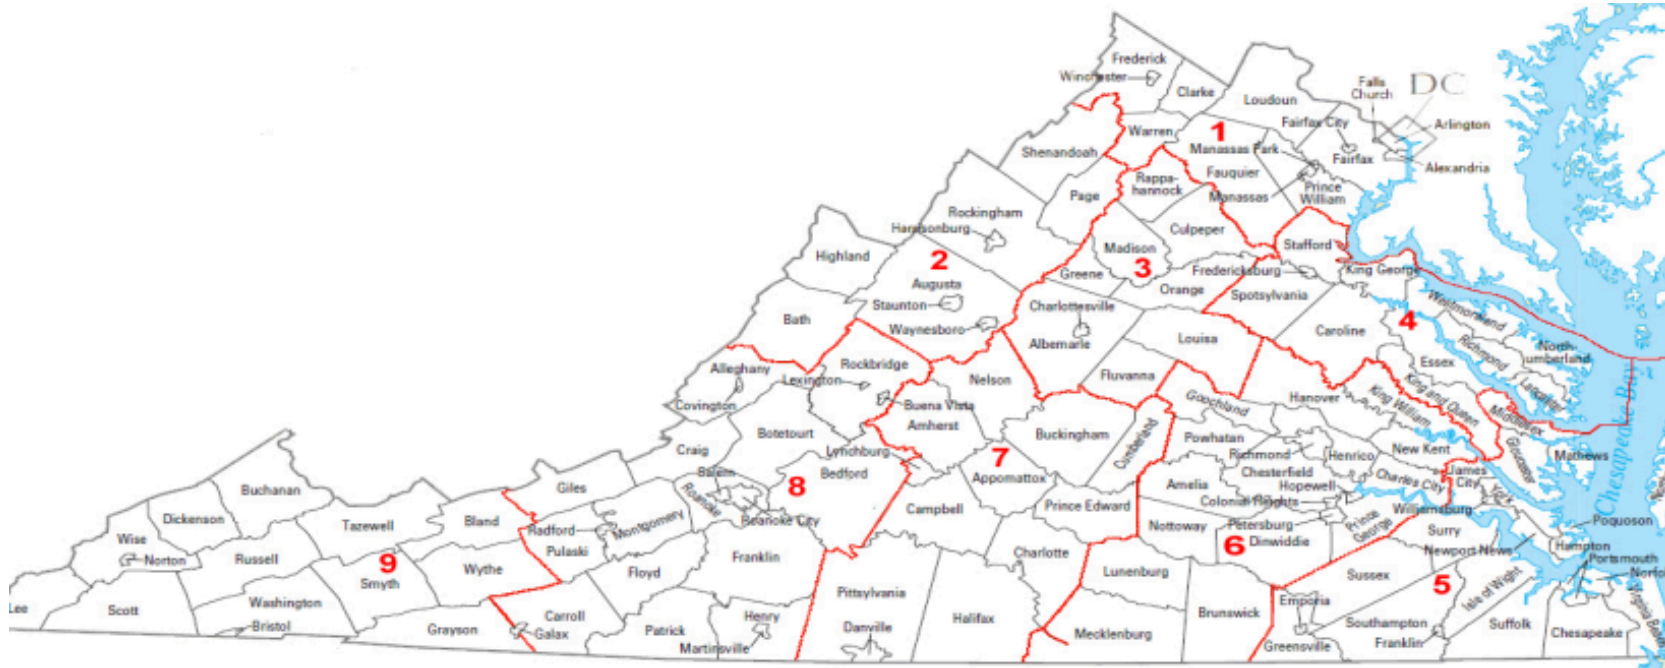 Frederick
Winchester
Clarke
Loudoun
Falls
Church
DC
Arlington
Warren
1
Fairfax City
Manassas Park
Fairfax
Alexandria
Shenandoah
Fauquier
Rappa-
hannock
Page
Manassas
Prince
William
Rockingham
Harrisonburg
Culpeper
Madison
Stafford
Highland
2
3
Greene
Fredericksburg
King George
Augusta
Orange
Spotsylvania
Westmoreland
Staunton
Charlottesville
4
Bath
Waynesboro
Albemarle
Louisa
Caroline
Richmond
North-
umberland
Essex
Rockbridge
Alleghany
Lexington
Nelson
Fluvanna
Lancaster
King and Queen
King William
Hanover
Goochland
Covington
Buena Vista
Amherst
Middlesex
Chesapeake Bay
Botetourt
Buckingham
Cumberland
Powhatan
Gloucester
Craig
Lynchburg
Richmond
Henrico
New Kent
Mathews
7
Salem
Bedford
8
Appomattox
Chesterfield
Hopewell
Charles City
James
City
York
Giles
Roanoke
Amelia
Colonial Heights
Prince Edward
Williamsburg
Buchanan
Dickenson
Tazewell
Bland
Radford
Montgomery
Roanoke City
Campbell
Nottoway
Petersburg
Prince
George
Surry
Poquoson
Wise
Norton
Russell
9
Smyth
Wythe
Pulaski
Floyd
Franklin
Charlotte
6
Dinwiddie
Newport News
Hampton
Portsmouth
Norfo
Lee
Scott
Washington
Bristol
Grayson
Carroll
Galax
Patrick
Henry
Martinsville
Pittsylvania
Danville
Halifax
Lunenburg
Mecklenburg
Brunswick
Sussex
5
Isle of Wight
Emporia
Southampton
Greensville
Franklin
Suffolk
Chesapeake
Virginia Beach